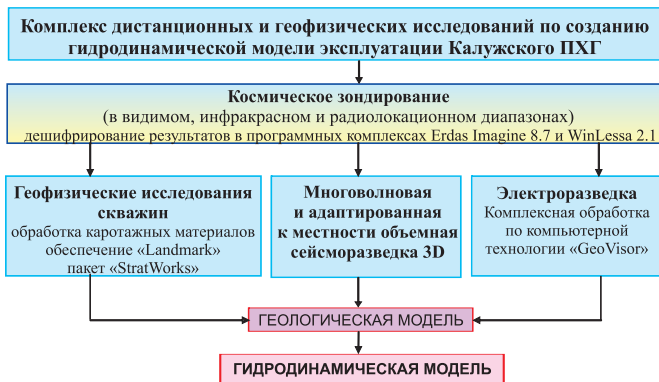 Комплекс дистанционных и геофизических исследований по созданию
гидродинамической модели эксплуатации Калужского ПХГ
Космическое зондирование
(в видимом, инфракрасном и радиолокационном диапазонах)
дешифрирование результатов в программных комплексах Erdas Imagine 8.7 и WinLessa 2.1
Геофизические исследования
скважин
обработка каротажных материалов
обеспечение «Landmark»
пакет «StratWorks»
Многоволновая
и адаптированная
к местности объемная
сейсморазведка 3D
Электроразведка
Комплексная обработка
по компьютерной
технологии «GeoVisor»
ГЕОЛОГИЧЕСКАЯ МОДЕЛЬ
ГИДРОДИНАМИЧЕСКАЯ МОДЕЛЬ